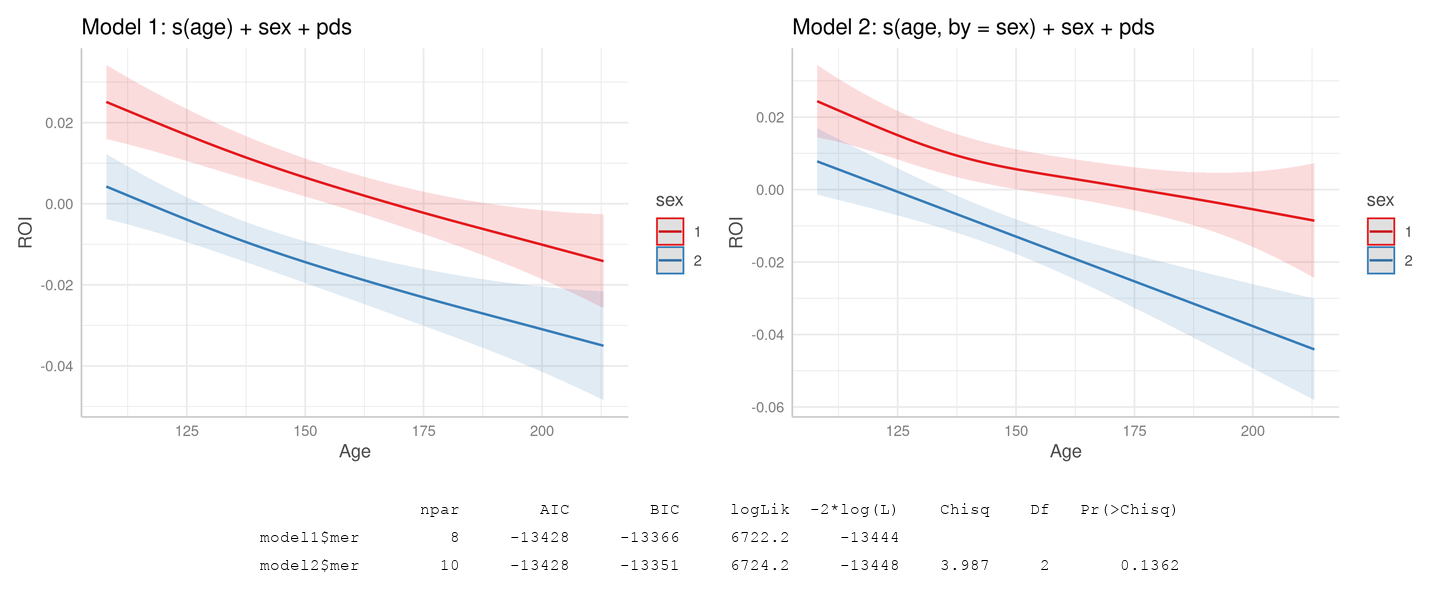 Model 1: s(age) + sex + pds
ROI
0.02
0.00
-0.02
-0.04
125 150 175 200
Age
sex
1
2
Model 2: s(age, by = sex) + sex + pds
ROI
0.02
0.00
-0.02
-0.04
-0.06
125 150 175 200
Age
sex
1
2
npar AIC BIC logLik -2*log(L) Chisq Df Pr(>Chisq)
model1$mer 8 -13428 -13366 6722.2 -13444
model2$mer 10 -13428 -13351 6724.2 -13448 3.987 2 0.1362